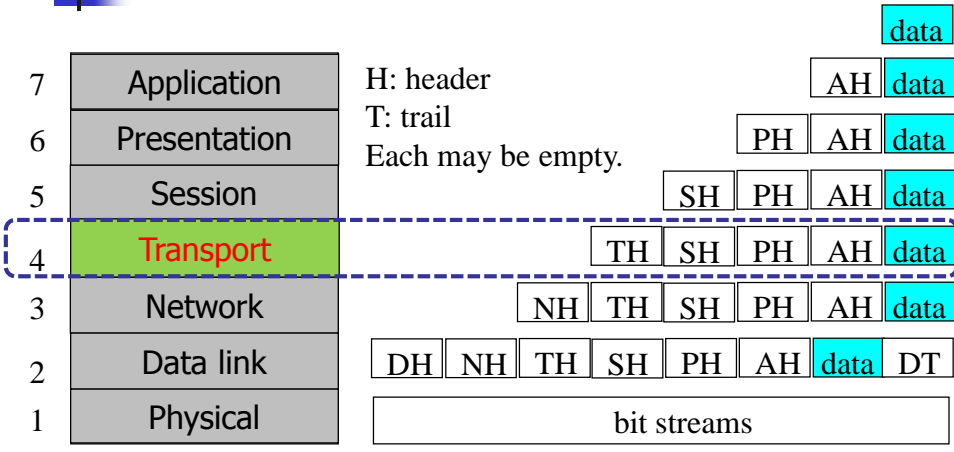 data
7 Application H: header AH data
T: trail
6 Presentation PH AH data
Each may be empty.
5 Session SH PH AH data
4 Transport TH SH PH AH data
3 Network NH TH SH PH AH data
2 Data link DH NH TH SH PH AH data DT
1 Physical bit streams